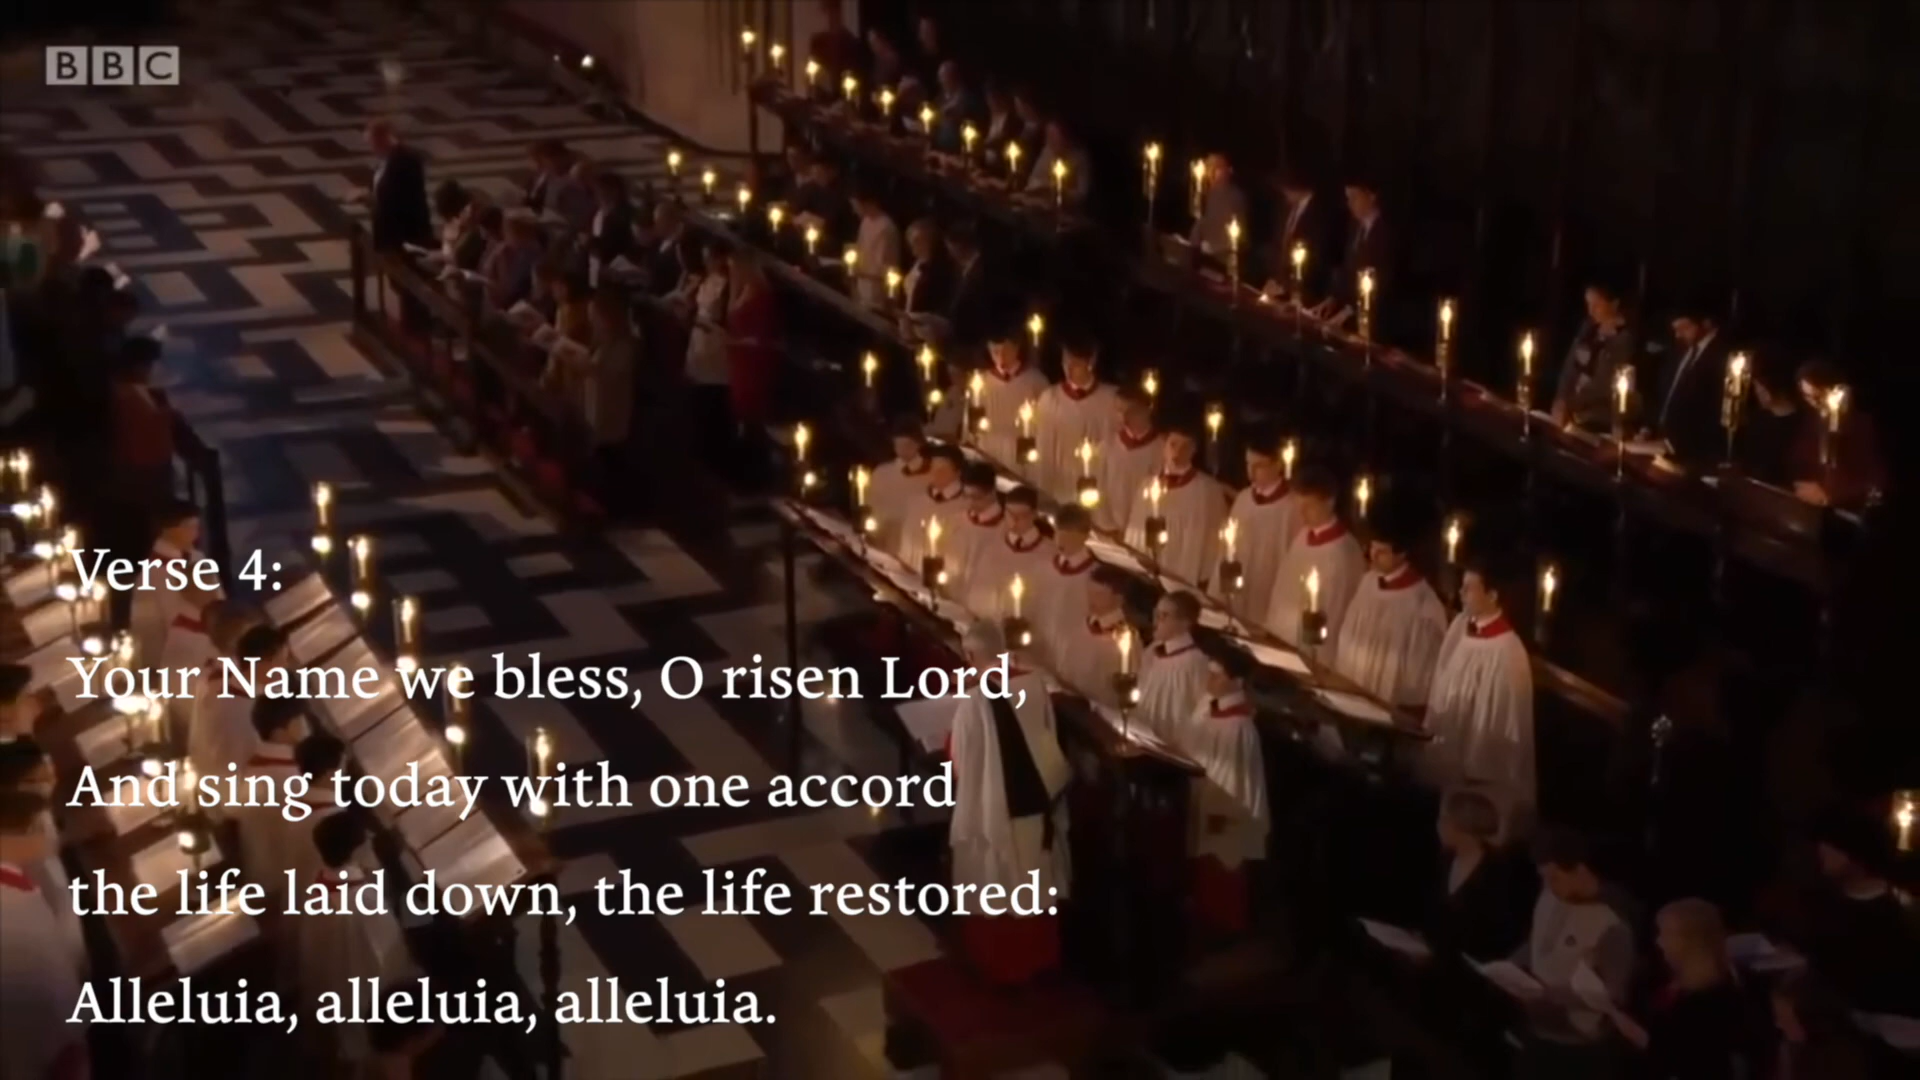 BBC
Verse 4:
Your Name we bless, O risen Lord,
And sing today with one accord
the life laid down, the life restored:
Alleluia, alleluia, alleluia.